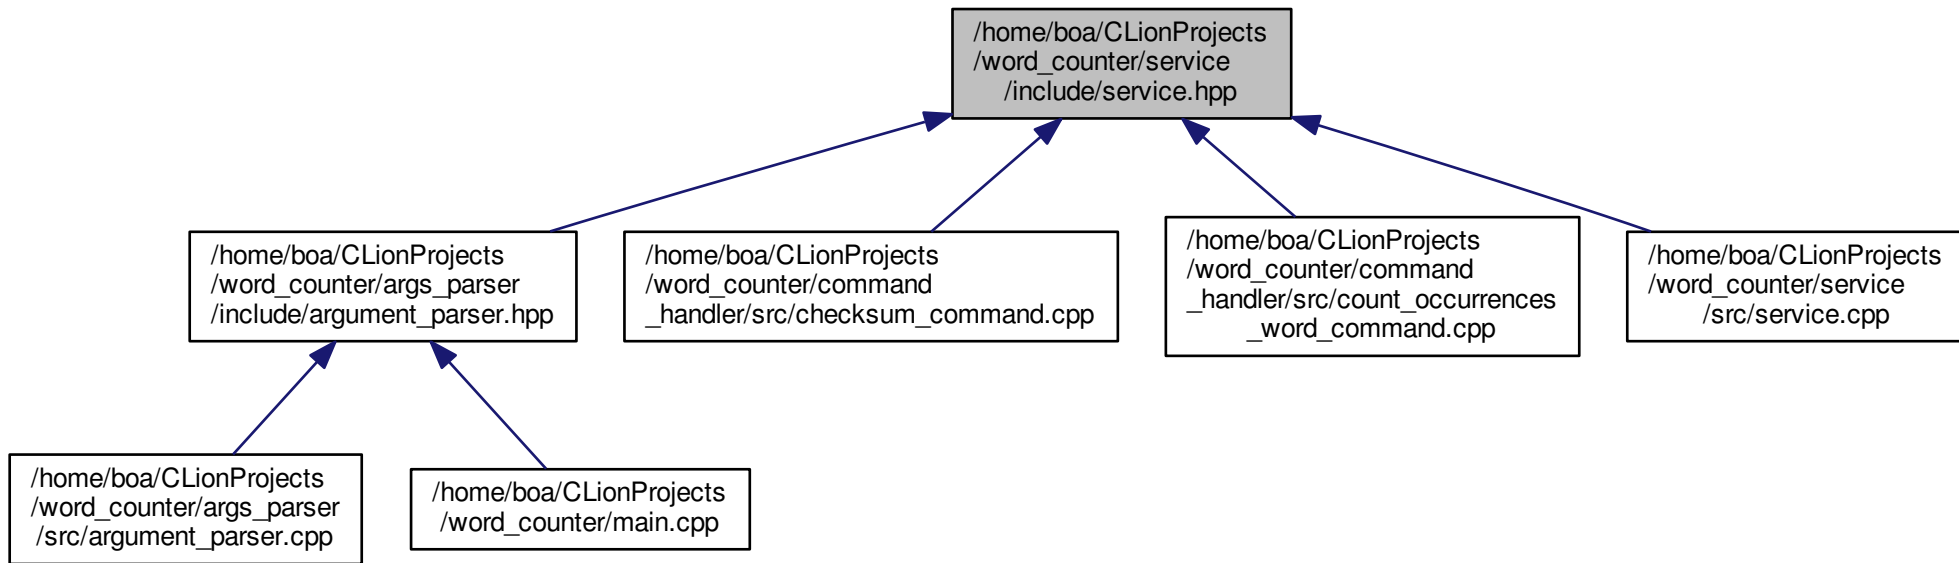 /home/boa/CLionProjects
/word_counter/service
/include/service.hpp
/home/boa/CLionProjects
/word_counter/args_parser
/include/argument_parser.hpp
/home/boa/CLionProjects
/word_counter/command
_handler/src/checksum_command.cpp
/home/boa/CLionProjects
/word_counter/command
_handler/src/count_occurrences
_word_command.cpp
/home/boa/CLionProjects
/word_counter/service
/src/service.cpp
/home/boa/CLionProjects
/word_counter/args_parser
/src/argument_parser.cpp
/home/boa/CLionProjects
/word_counter/main.cpp